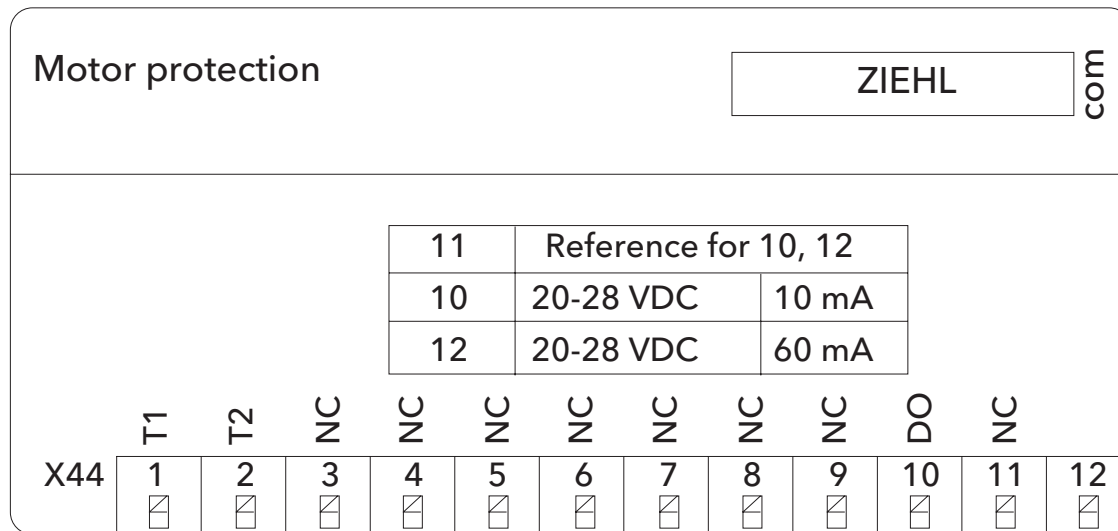 Motor protection
ZIEHL
com
11 Reference for 10, 12
10 20-28 VDC 10 mA
12 20-28 VDC 60 mA
T1 T2 NC NC NC NC NC NC NC DO NC
X44 1 2 3 4 5 6 7 8 9 10 11 12